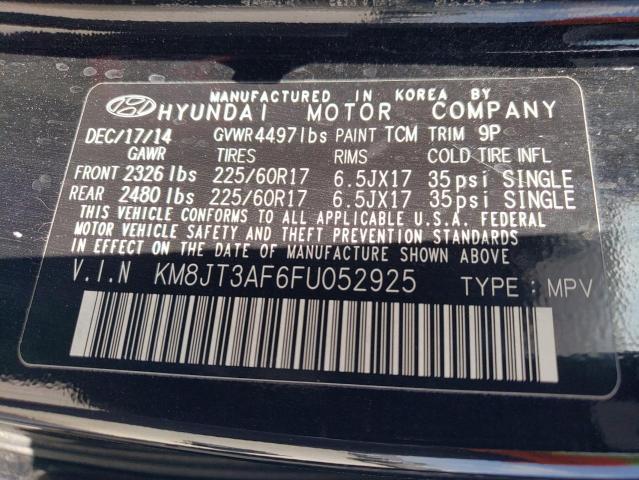 MANUFACTURED IN KOREA BY
HYUNDAI MOTOR COMPANY
DEC/17/14 GVWR4497lbs PAINT TCM TRIM 9P
GAWR TIRES RIMS COLD TIRE INFL
FRONT 2326lbs 225/60R17 6.5JX17 35psi SINGLE
REAR 2480lbs 225/60R17 6.5JX17 35psi SINGLE
THIS VEHICLE CONFORMS TO ALL APPLICABLE U.S.A. FEDERAL
MOTOR VEHICLE SAFETY AND THEFT PREVENTION STANDARDS
IN EFFECT ON THE DATE OF MANUFACTURE SHOWN ABOVE
V.I.N KM8JT3AF6FU052925 TYPE : MPV